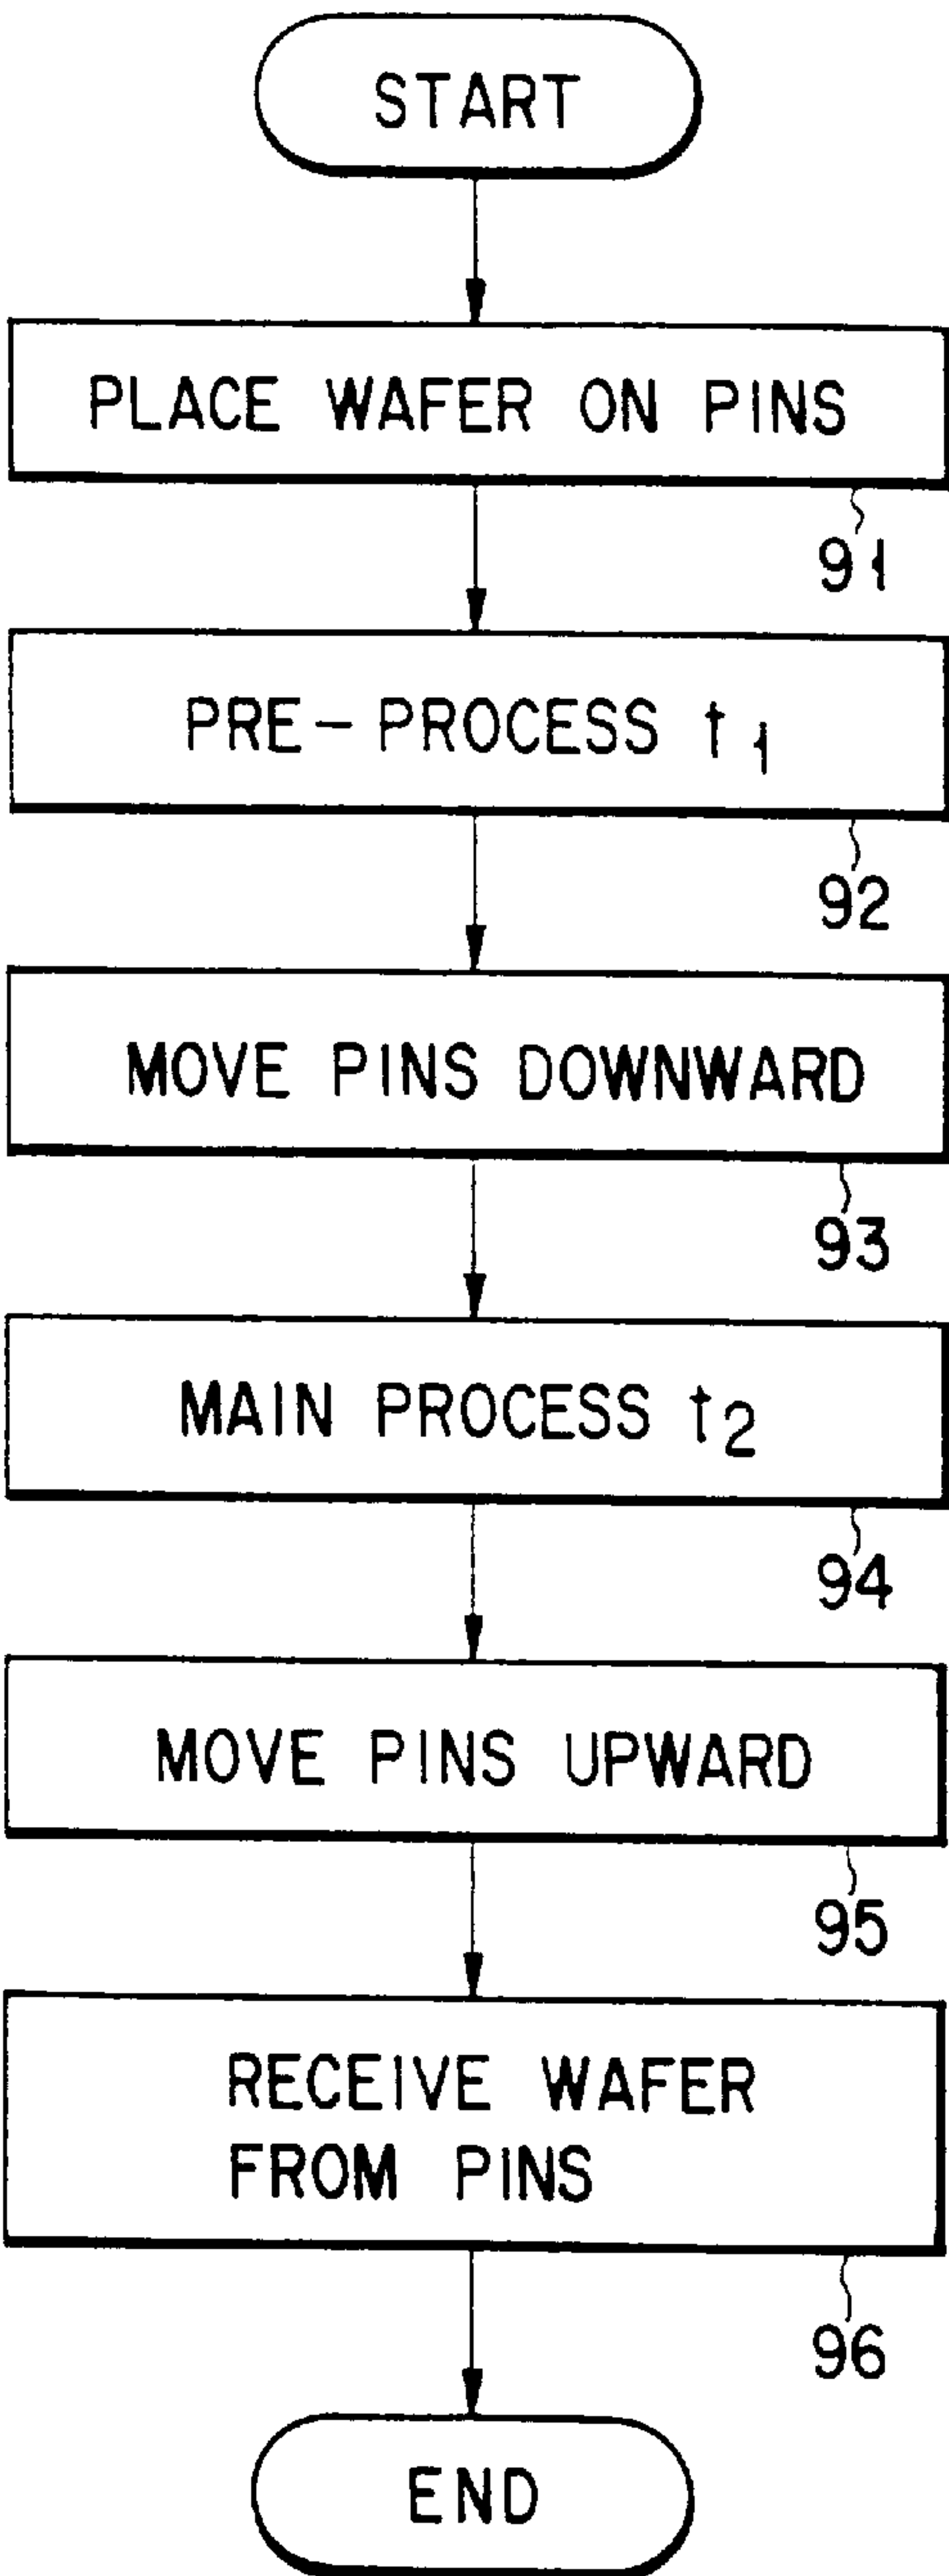 START
PLACE WAFER ON PINS
91
PRE-PROCESS t1
92
MOVE PINS DOWNWARD
93
MAIN PROCESS t2
94
MOVE PINS UPWARD
95
RECEIVE WAFER
FROM PINS
96
END